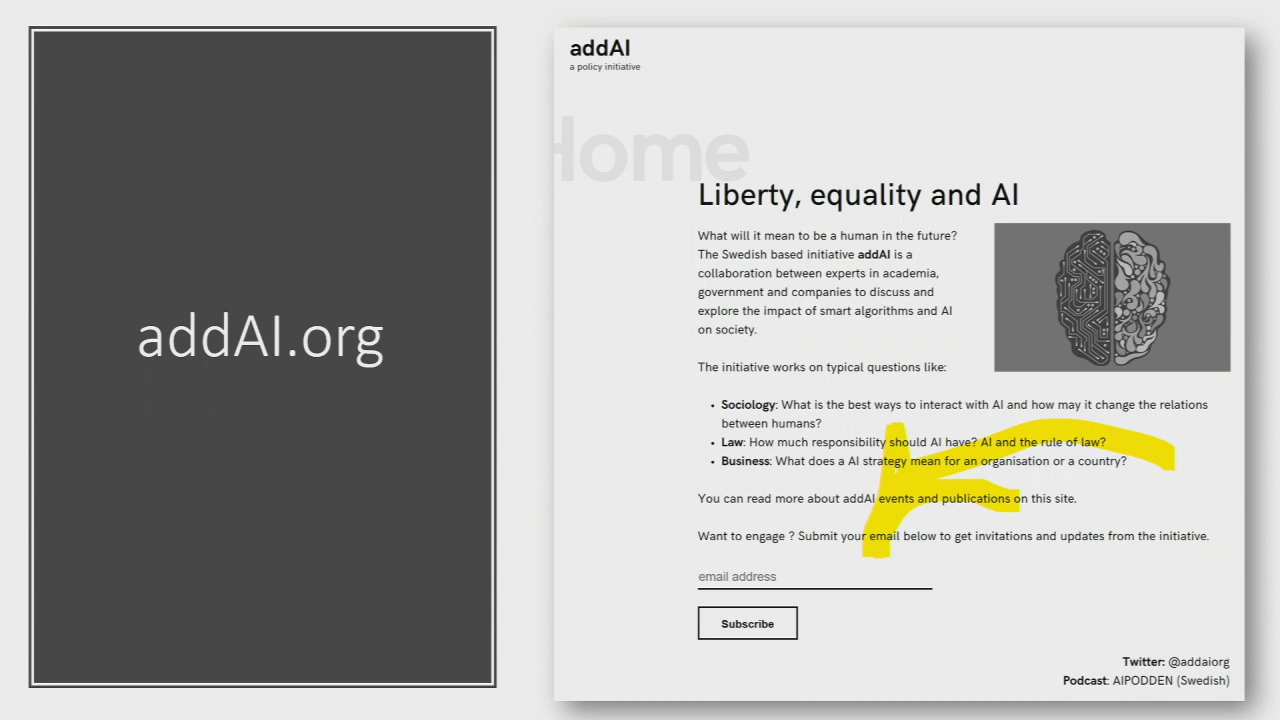 addAI.org
addAI
a policy initiative
Home
Liberty, equality and AI
What will it mean to be a human in the future?
The Swedish based initiative addAI is a
collaboration between experts in academia,
government and companies to discuss and
explore the impact of smart algorithms and AI
on society.
The initiative works on typical questions like:
• Sociology: What is the best ways to interact with AI and how may it change the relations
between humans?
• Law: How much responsibility should AI have? AI and the rule of law?
• Business: What does a AI strategy mean for an organisation or a country?
You can read more about addAI events and publications on this site.
Want to engage ? Submit your email below to get invitations and updates from the initiative.
email address
Subscribe
Twitter: @addaiorg
Podcast: AIPODDEN (Swedish)